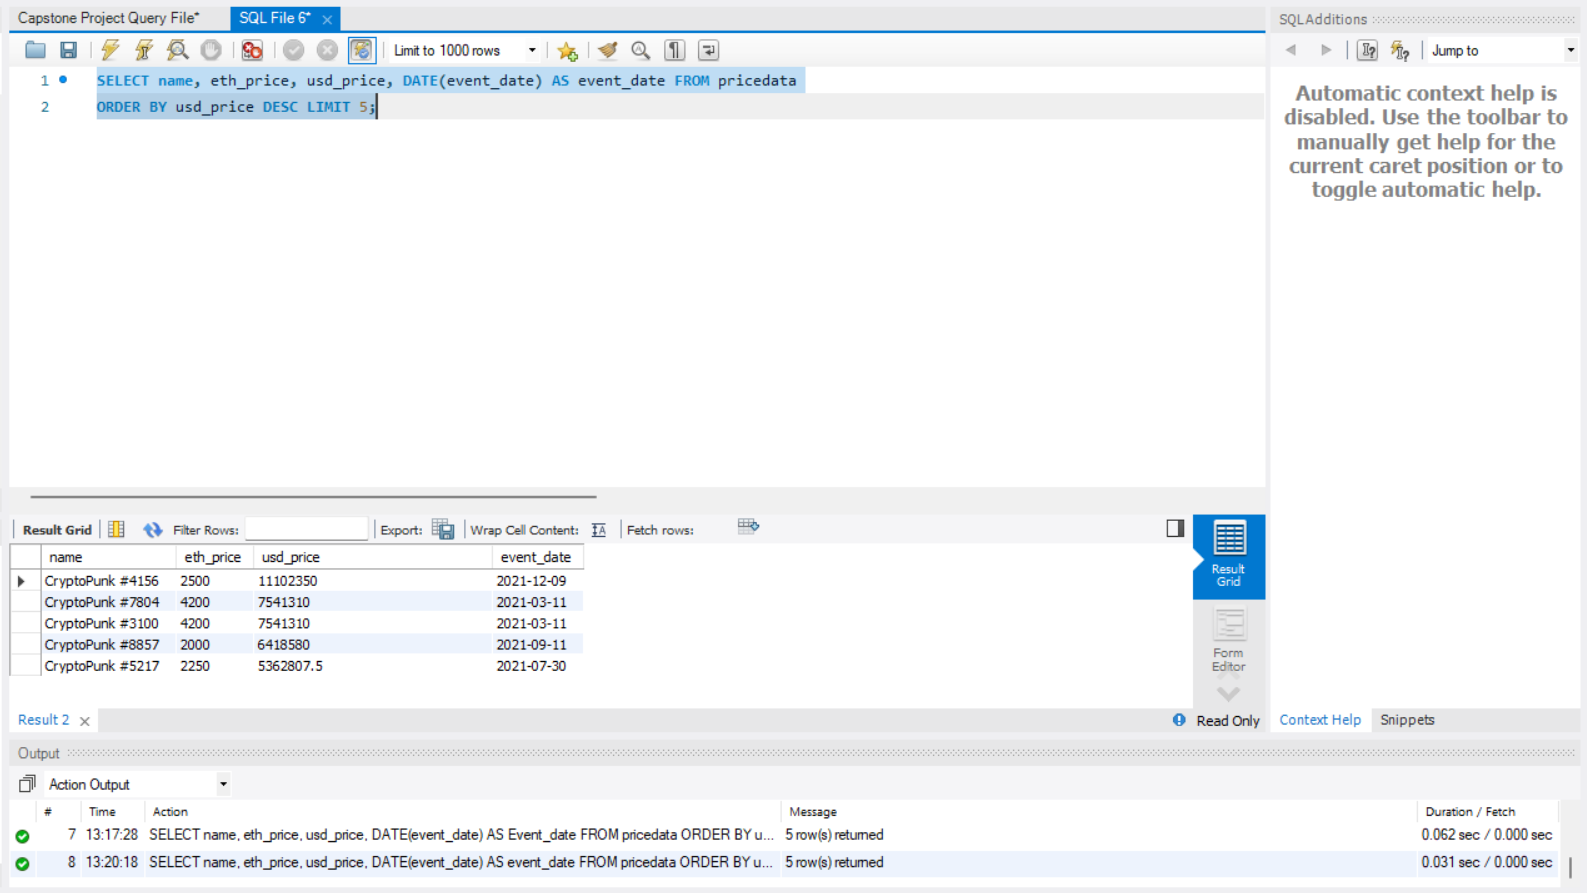 Capstone Project Query File*
SQL File 6* ×
SQLAdditions
Limit to 1000 rows
Jump to
1 SELECT name, eth_price, usd_price, DATE(event_date) AS event_date FROM pricedata
2 ORDER BY usd_price DESC LIMIT 5;
Automatic context help is
disabled. Use the toolbar to
manually get help for the
current caret position or to
toggle automatic help.
Result Grid Filter Rows: Export: Wrap Cell Content: Fetch rows:
name eth_price usd_price event_date
CryptoPunk #4156 2500 11102350 2021-12-09
CryptoPunk #7804 4200 7541310 2021-03-11
CryptoPunk #3100 4200 7541310 2021-03-11
CryptoPunk #8857 2000 6418580 2021-09-11
CryptoPunk #5217 2250 5362807.5 2021-07-30
Result
Grid
Form
Editor
Result 2 ×
Read Only
Context Help Snippets
Output
Action Output
# Time Action Message Duration / Fetch
7 13:17:28 SELECT name, eth_price, usd_price, DATE(event_date) AS Event_date FROM pricedata ORDER BY u... 5 row(s) returned 0.062 sec / 0.000 sec
8 13:20:18 SELECT name, eth_price, usd_price, DATE(event_date) AS event_date FROM pricedata ORDER BY u... 5 row(s) returned 0.031 sec / 0.000 sec